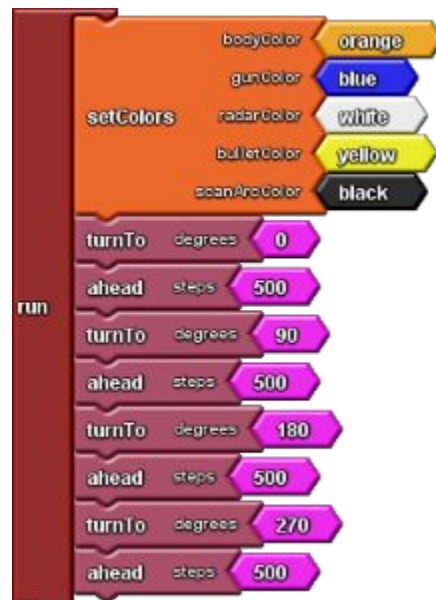 bodyColor orange
gunColor blue
setColors radarColor white
bulletColor yellow
scanArcColor black
turnTo degrees 0
ahead steps 500
run
turnTo degrees 90
ahead steps 500
turnTo degrees 180
ahead steps 500
turnTo degrees 270
ahead steps 500